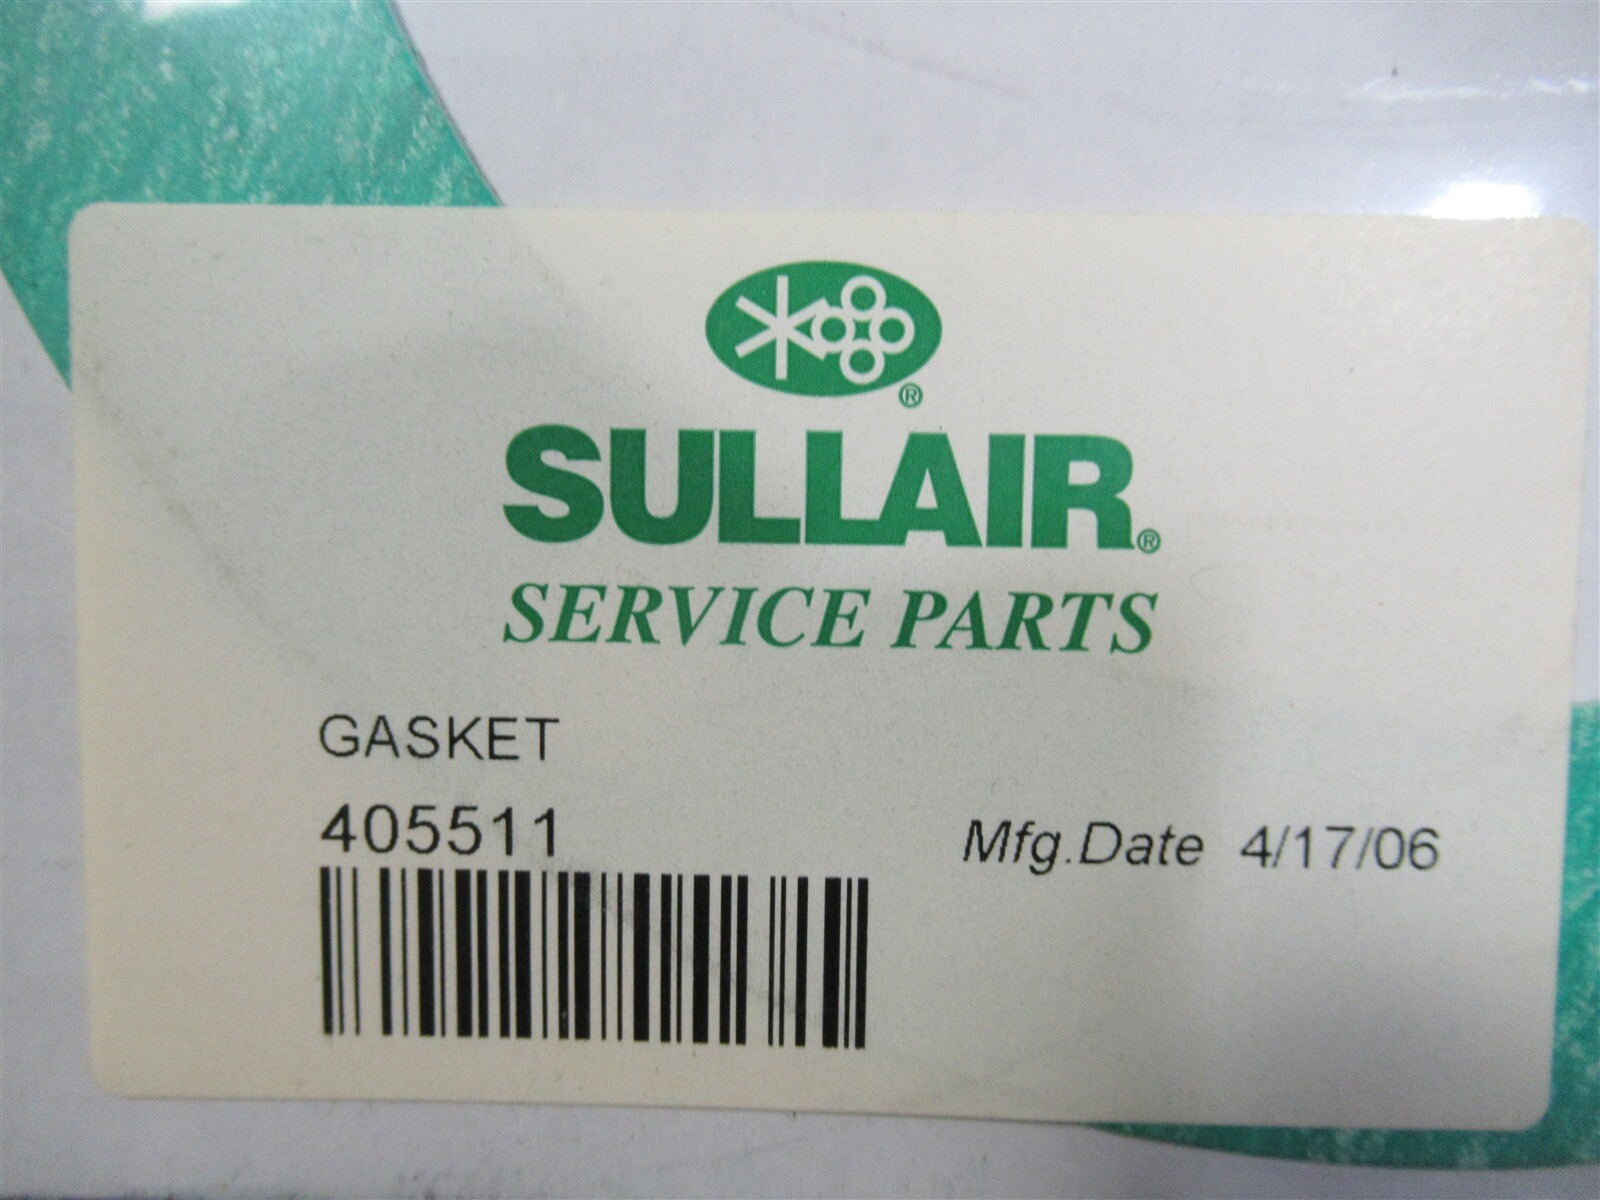 ®
SULLAIR®
SERVICE PARTS
GASKET
405511
Mfg.Date 4/17/06